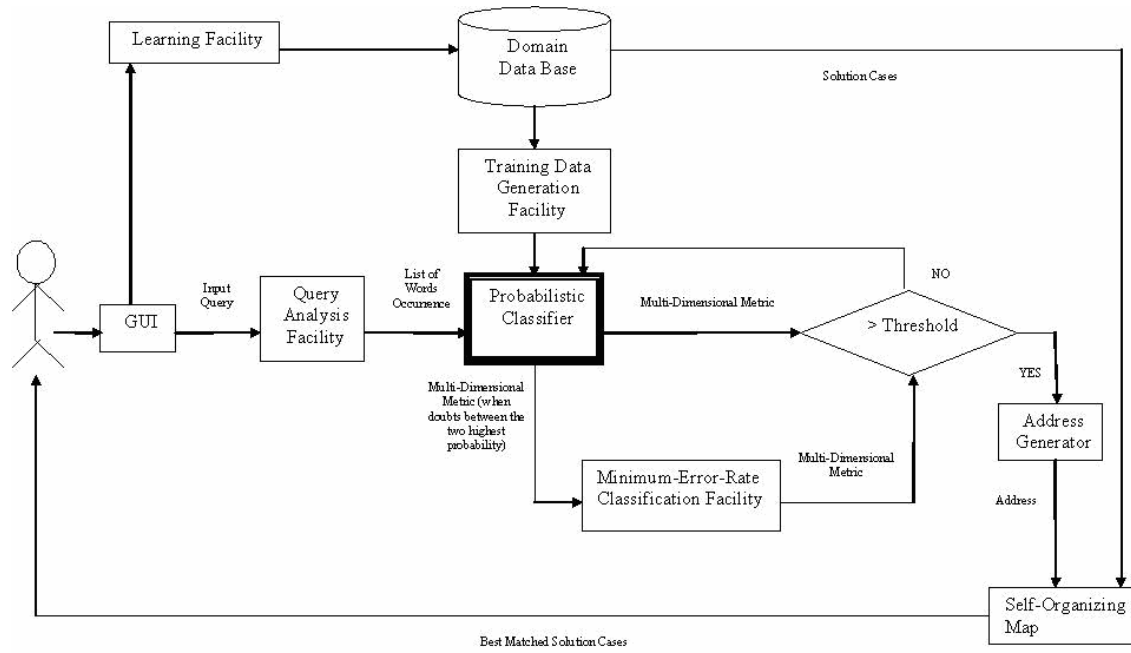 Learning Facility
Domain
Data Base
Solution Cases
Training Data
Generation
Facility
NO
List of
Words
Occurrence
Input
Query
Query
Analysis
Facility
Probabilistic
Classifier
Multi-Dimensional Metric
> Threshold
GUI
YES
Multi-Dimensional
Metric (when
doubts between the
two highest
probability)
Address
Generator
Multi-Dimensional
Metric
Minimum-Error-Rate
Classification Facility
Address
Self-Organizing
Map
Best Matched Solution Cases